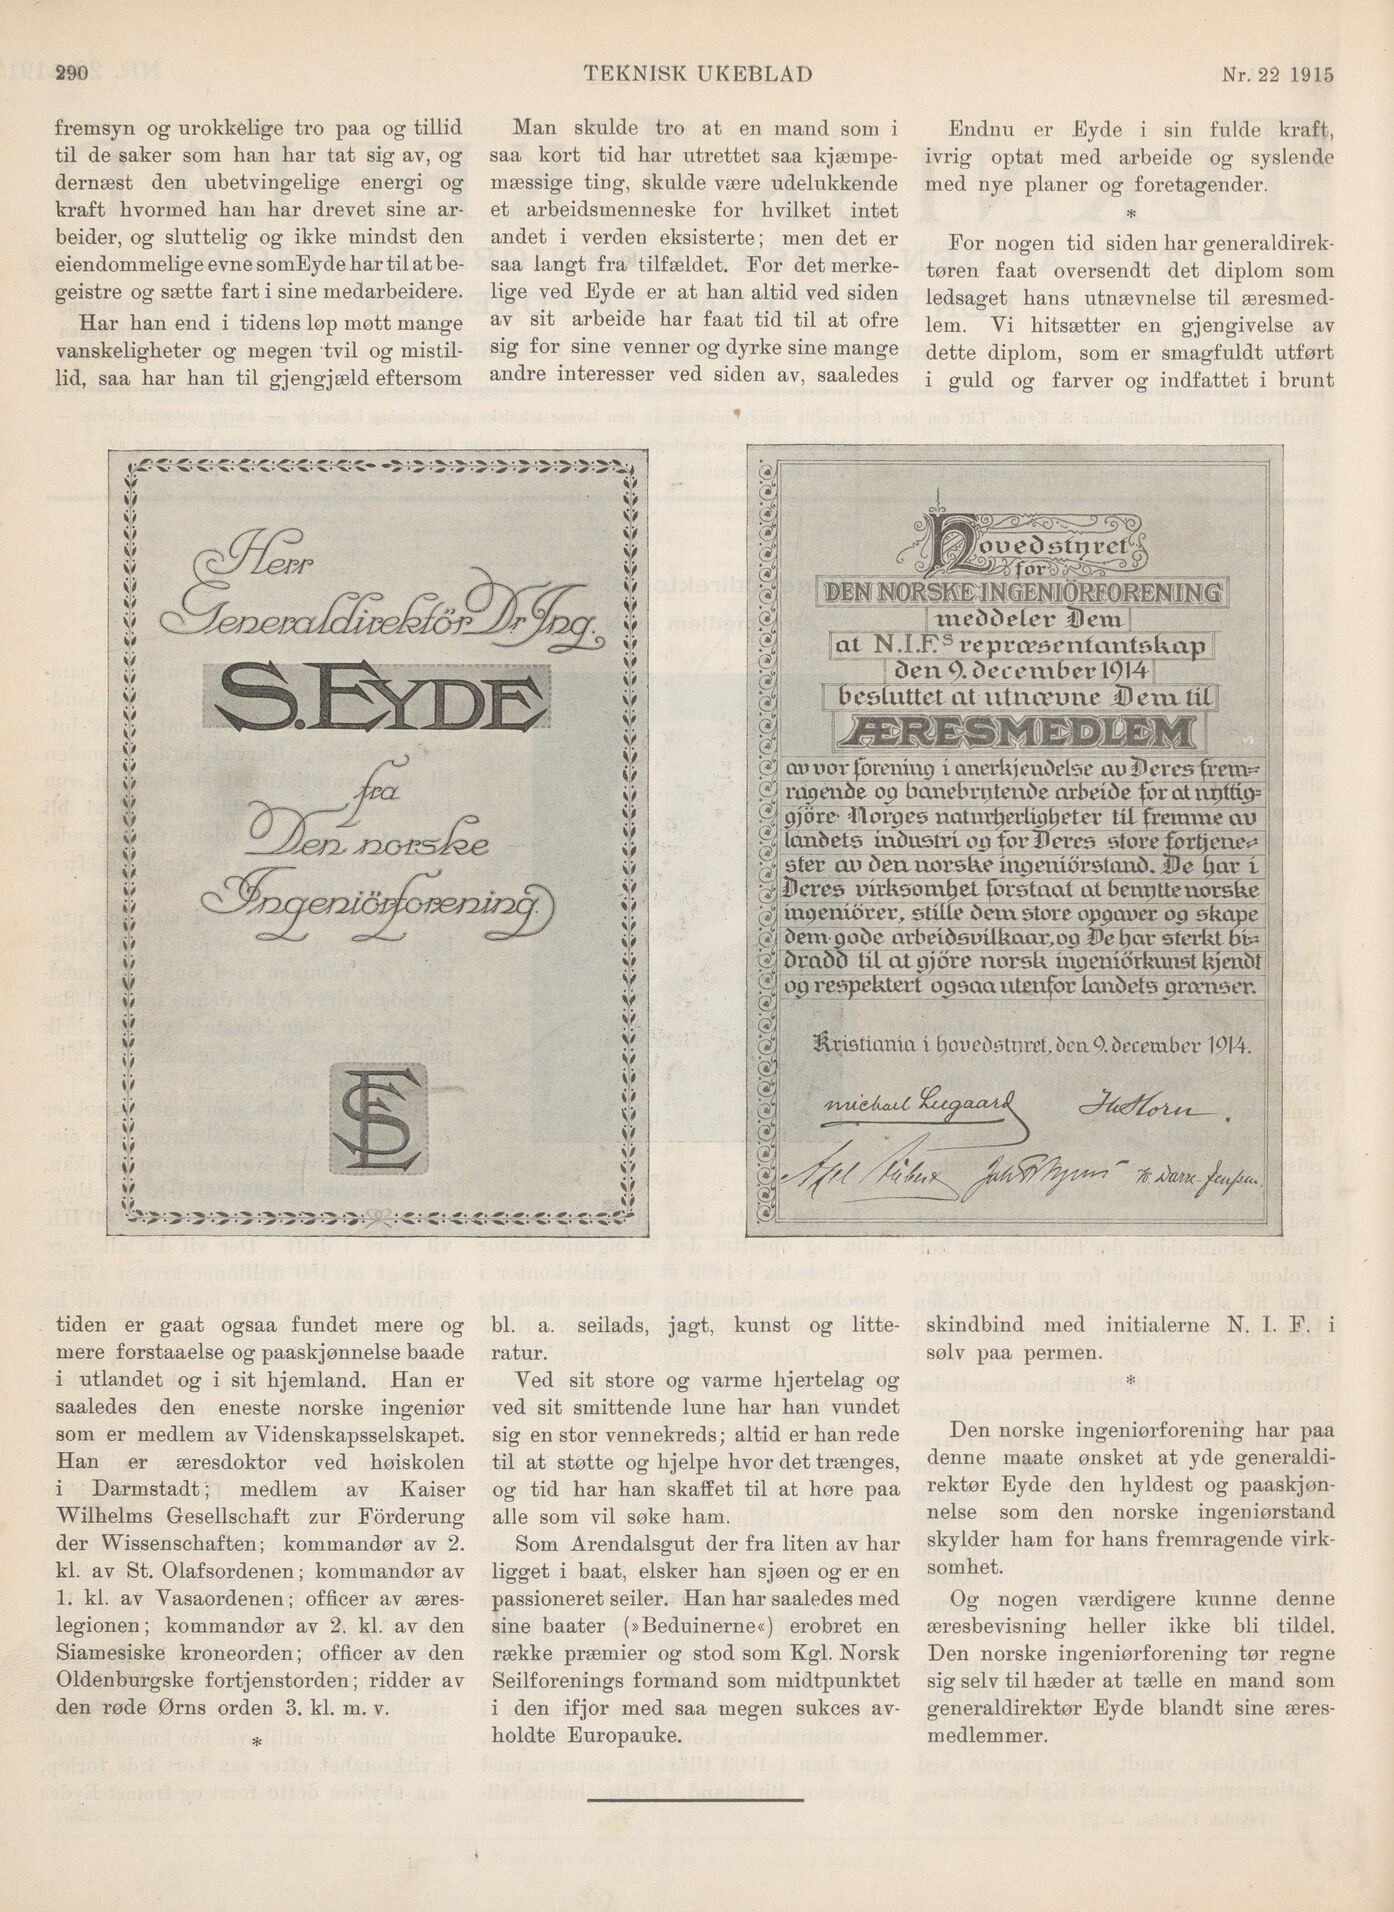 290
TEKNISK UKEBLAD
Nr. 22 1915
fremsyn og urokkelige tro paa og tillid
til de saker som han har tat sig av, og
dernæst den ubetvingelige energi og
kraft hvormed han har drevet sine ar-
beider, og sluttelig og ikke mindst den
eiendommelige evne som Eyde har til at be-
geistre og sætte fart i sine medarbeidere.
Har han end i tidens løp møtt mange
vanskeligheter og megen tvil og mistil-
lid, saa har han til gjengjæld eftersom
Man skulde tro at en mand som i
saa kort tid har utrettet saa kjæmpe-
mæssige ting, skulde være udelukkende
et arbeidsmenneske for hvilket intet
andet i verden eksisterte; men det er
saa langt fra tilfældet. For det merke-
lige ved Eyde er at han altid ved siden
av sit arbeide har faat tid til at ofre
sig for sine venner og dyrke sine mange
andre interesser ved siden av, saaledes
Endnu er Eyde i sin fulde kraft,
ivrig optat med arbeide og syslende
med nye planer og foretagender.
*
For nogen tid siden har generaldirek-
tøren faat oversendt det diplom som
ledsaget hans utnævnelse til æresmed-
lem. Vi hitsætter en gjengivelse av
dette diplom, som er smagfuldt utført
i guld og farver og indfattet i brunt
Herr
Generaldirektör Dr Ing.
S. EYDE
fra
Den norske
Ingeniörforening
SE
Hovedstyret
for
DEN NORSKE INGENIÖRFORENING
meddeler Dem
at N.I.F.s repræsentantskap
den 9. december 1914
besluttet at utnævne Dem til
ÆRESMEDLEM
av vor forening i anerkjendelse av Deres frem-
ragende og banebrytende arbeide for at nyttig-
gjöre Norges naturherligheter til fremme av
landets industri og for Deres store fortjene-
ster av den norske ingeniörstand. De har i
Deres virksomhet forstaat at benytte norske
ingeniörer, stille dem store opgaver og skape
dem gode arbeidsvilkaar, og De har sterkt bi-
dradd til at gjöre norsk ingeniörkunst kjendt
og respektert ogsaa utenfor landets grænser.
Kristiania i hovedstyret, den 9. december 1914.
Michael Leegaard
Horn
Axel
W. Darre-Jenssen
tiden er gaat ogsaa fundet mere og
mere forstaaelse og paaskjønnelse baade
i utlandet og i sit hjemland. Han er
saaledes den eneste norske ingeniør
som er medlem av Videnskapsselskapet.
Han er æresdoktor ved høiskolen
i Darmstadt; medlem av Kaiser
Wilhelms Gesellschaft zur Förderung
der Wissenschaften; kommandør av 2.
kl. av St. Olafsordenen; kommandør av
1. kl. av Vasaordenen; officer av æres-
legionen; kommandør av 2. kl. av den
Siamesiske kroneorden; officer av den
Oldenburgske fortjenstorden; ridder av
den røde Ørns orden 3. kl. m. v.
*
bl. a. seilads, jagt, kunst og litte-
ratur.
Ved sit store og varme hjertelag og
ved sit smittende lune har han vundet
sig en stor vennekreds; altid er han rede
til at støtte og hjelpe hvor det trænges,
og tid har han skaffet til at høre paa
alle som vil søke ham.
Som Arendalsgut der fra liten av har
ligget i baat, elsker han sjøen og er en
passioneret seiler. Han har saaledes med
sine baater (»Beduinerne«) erobret en
række præmier og stod som Kgl. Norsk
Seilforenings formand som midtpunktet
i den ifjor med saa megen sukces av-
holdte Europauke.
skindbind med initialerne N. I. F. i
sølv paa permen.
*
Den norske ingeniørforening har paa
denne maate ønsket at yde generaldi-
rektør Eyde den hyldest og paaskjøn-
nelse som den norske ingeniørstand
skylder ham for hans fremragende virk-
somhet.
Og nogen værdigere kunne denne
æresbevisning heller ikke bli tildel.
Den norske ingeniørforening tør regne
sig selv til hæder at tælle en mand som
generaldirektør Eyde blandt sine æres-
medlemmer.